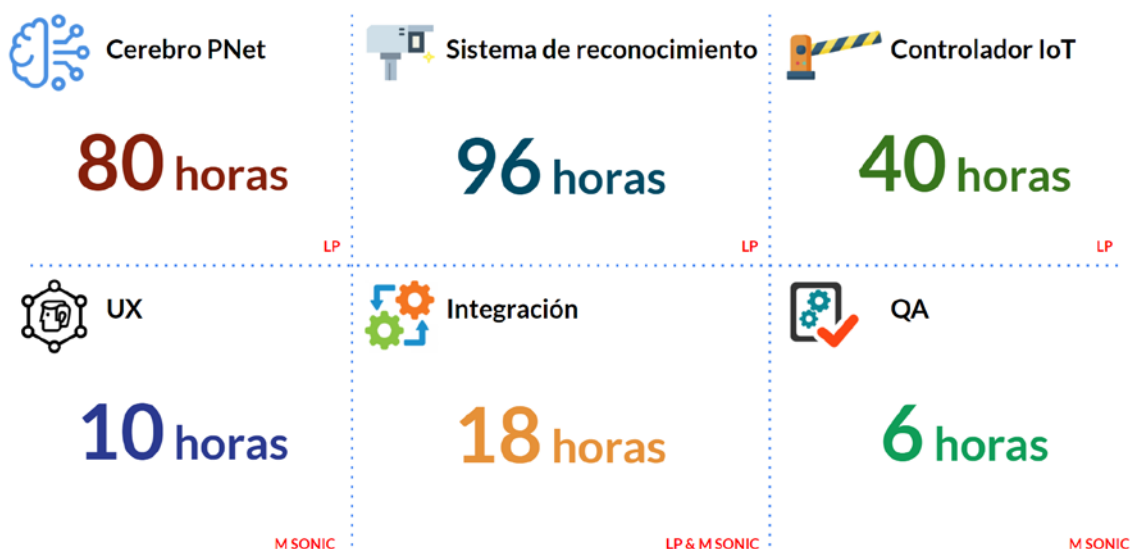 Cerebro PNet
80 horas
LP
Sistema de reconocimiento
96 horas
LP
Controlador IoT
40 horas
LP
UX
10 horas
M SONIC
Integración
18 horas
LP & M SONIC
QA
6 horas
M SONIC